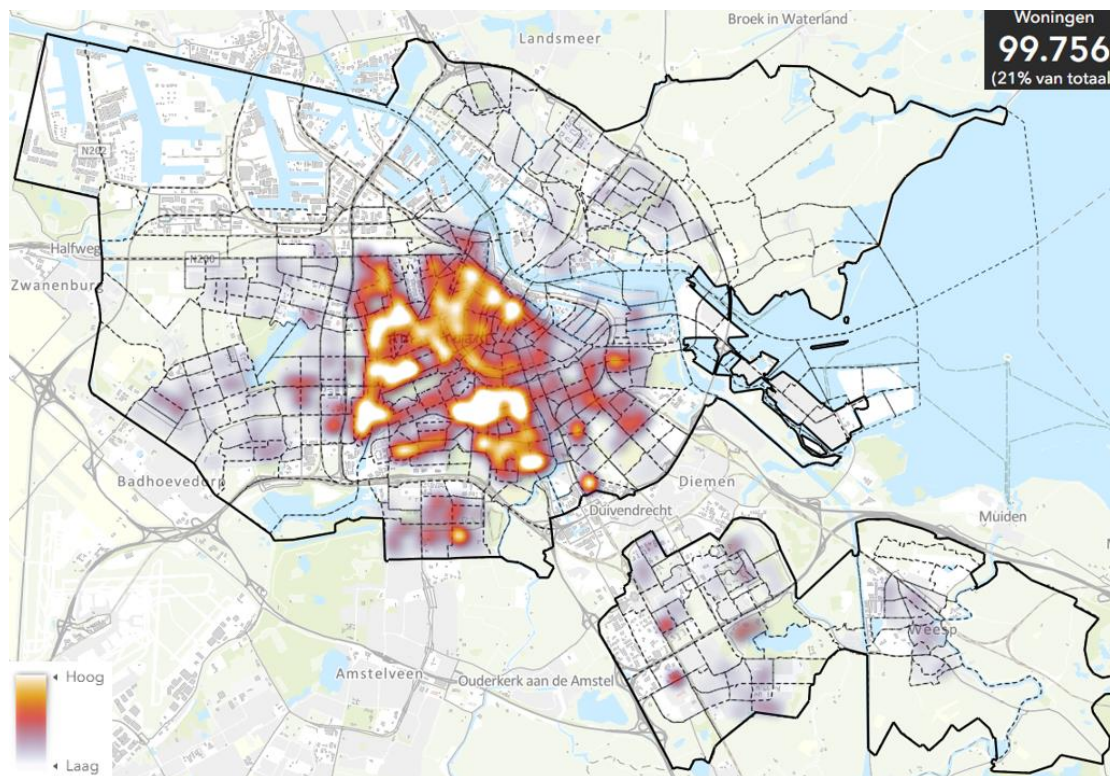 Broek in Waterland
Landsmeer
Woningen
99.756
(21% van totaal
N202
Halfweg
N200
Zwanenburg
Badhoevedorp
Diemen
Duivendrecht
Muiden
Weesp
Amstelveen
Ouderkerk aan de Amstel
Hoog
Laag